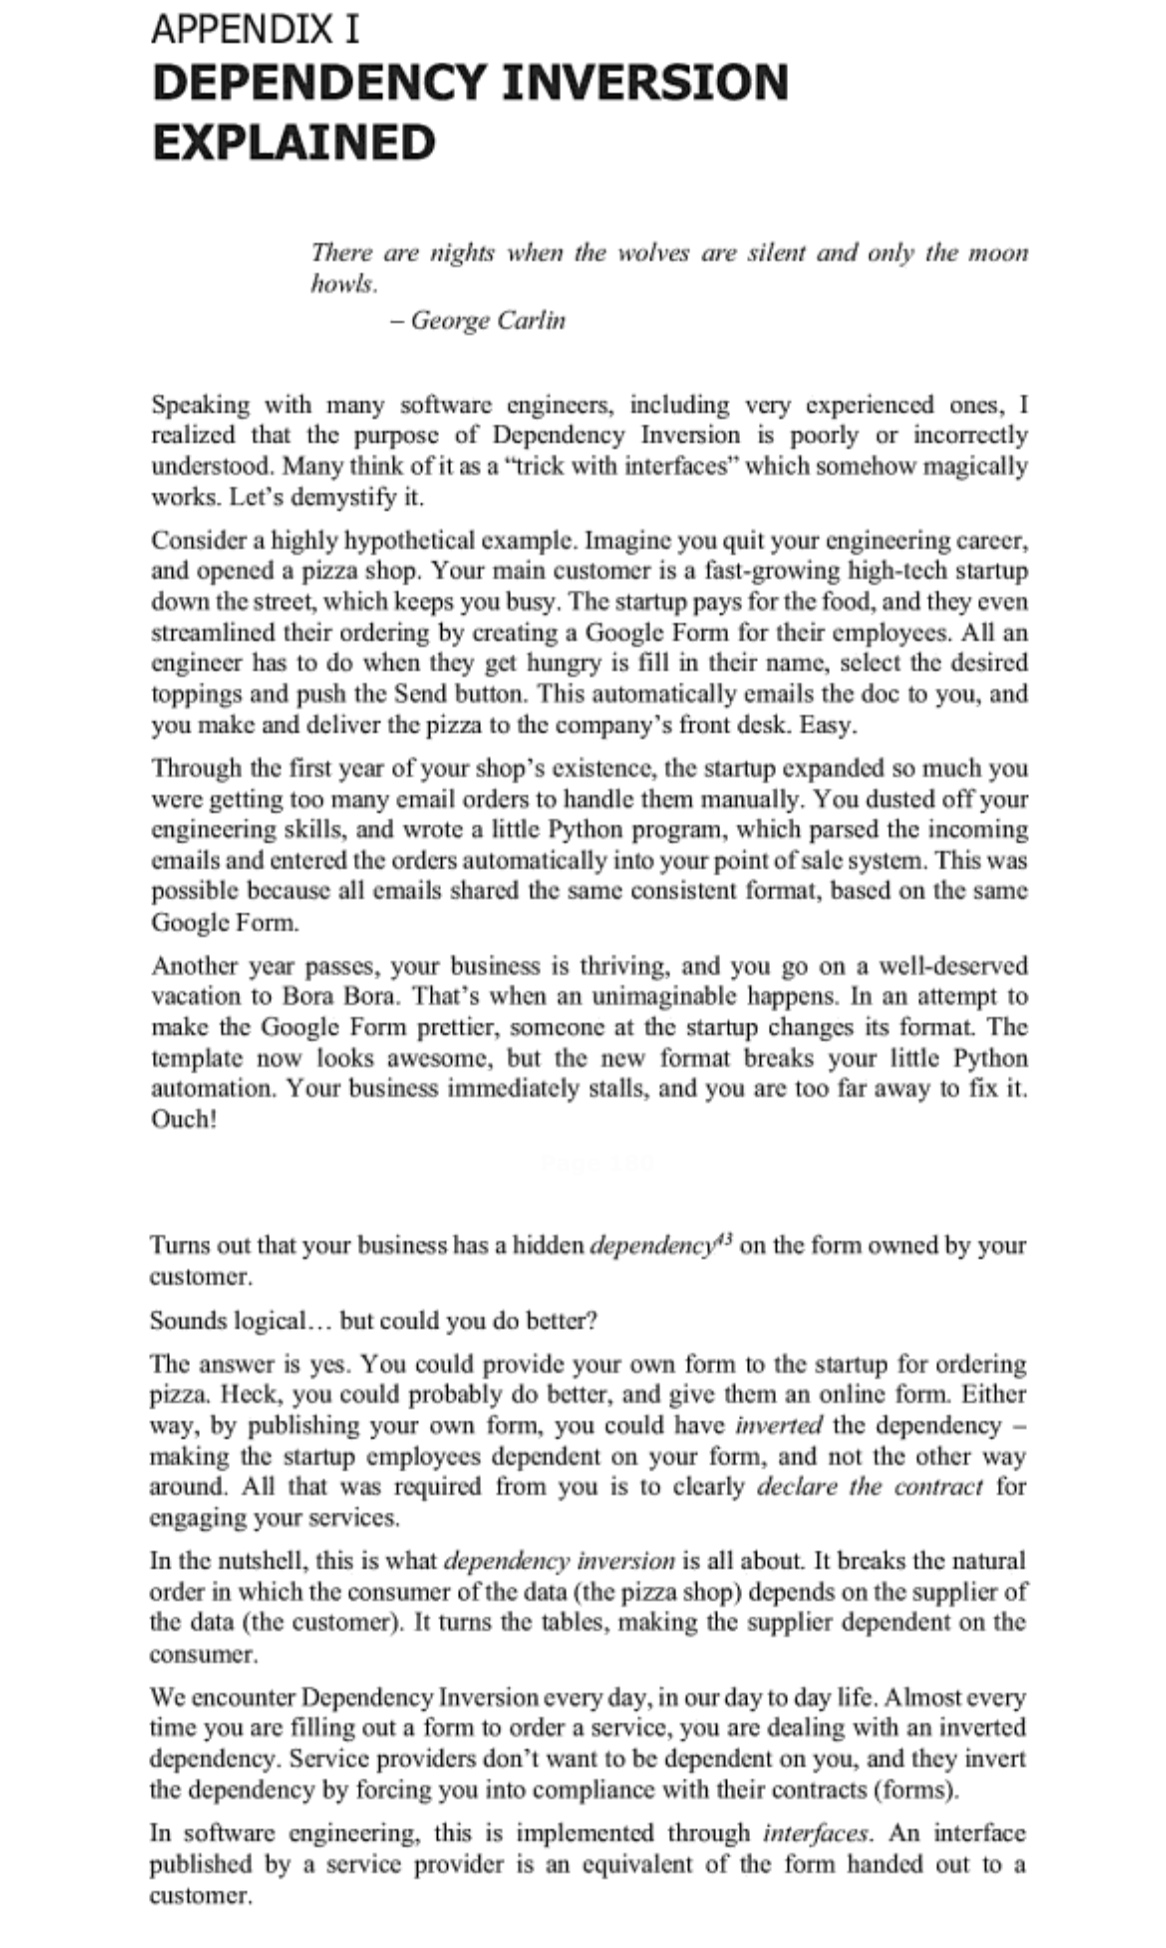 APPENDIX I
DEPENDENCY INVERSION
EXPLAINED
There are nights when the wolves are silent and only the moon
howls.
– George Carlin
Speaking with many software engineers, including very experienced ones, I
realized that the purpose of Dependency Inversion is poorly or incorrectly
understood. Many think of it as a “trick with interfaces” which somehow magically
works. Let’s demystify it.
Consider a highly hypothetical example. Imagine you quit your engineering career,
and opened a pizza shop. Your main customer is a fast-growing high-tech startup
down the street, which keeps you busy. The startup pays for the food, and they even
streamlined their ordering by creating a Google Form for their employees. All an
engineer has to do when they get hungry is fill in their name, select the desired
toppings and push the Send button. This automatically emails the doc to you, and
you make and deliver the pizza to the company’s front desk. Easy.
Through the first year of your shop’s existence, the startup expanded so much you
were getting too many email orders to handle them manually. You dusted off your
engineering skills, and wrote a little Python program, which parsed the incoming
emails and entered the orders automatically into your point of sale system. This was
possible because all emails shared the same consistent format, based on the same
Google Form.
Another year passes, your business is thriving, and you go on a well-deserved
vacation to Bora Bora. That’s when an unimaginable happens. In an attempt to
make the Google Form prettier, someone at the startup changes its format. The
template now looks awesome, but the new format breaks your little Python
automation. Your business immediately stalls, and you are too far away to fix it.
Ouch!
Turns out that your business has a hidden dependency43 on the form owned by your
customer.
Sounds logical… but could you do better?
The answer is yes. You could provide your own form to the startup for ordering
pizza. Heck, you could probably do better, and give them an online form. Either
way, by publishing your own form, you could have inverted the dependency –
making the startup employees dependent on your form, and not the other way
around. All that was required from you is to clearly declare the contract for
engaging your services.
In the nutshell, this is what dependency inversion is all about. It breaks the natural
order in which the consumer of the data (the pizza shop) depends on the supplier of
the data (the customer). It turns the tables, making the supplier dependent on the
consumer.
We encounter Dependency Inversion every day, in our day to day life. Almost every
time you are filling out a form to order a service, you are dealing with an inverted
dependency. Service providers don’t want to be dependent on you, and they invert
the dependency by forcing you into compliance with their contracts (forms).
In software engineering, this is implemented through interfaces. An interface
published by a service provider is an equivalent of the form handed out to a
customer.